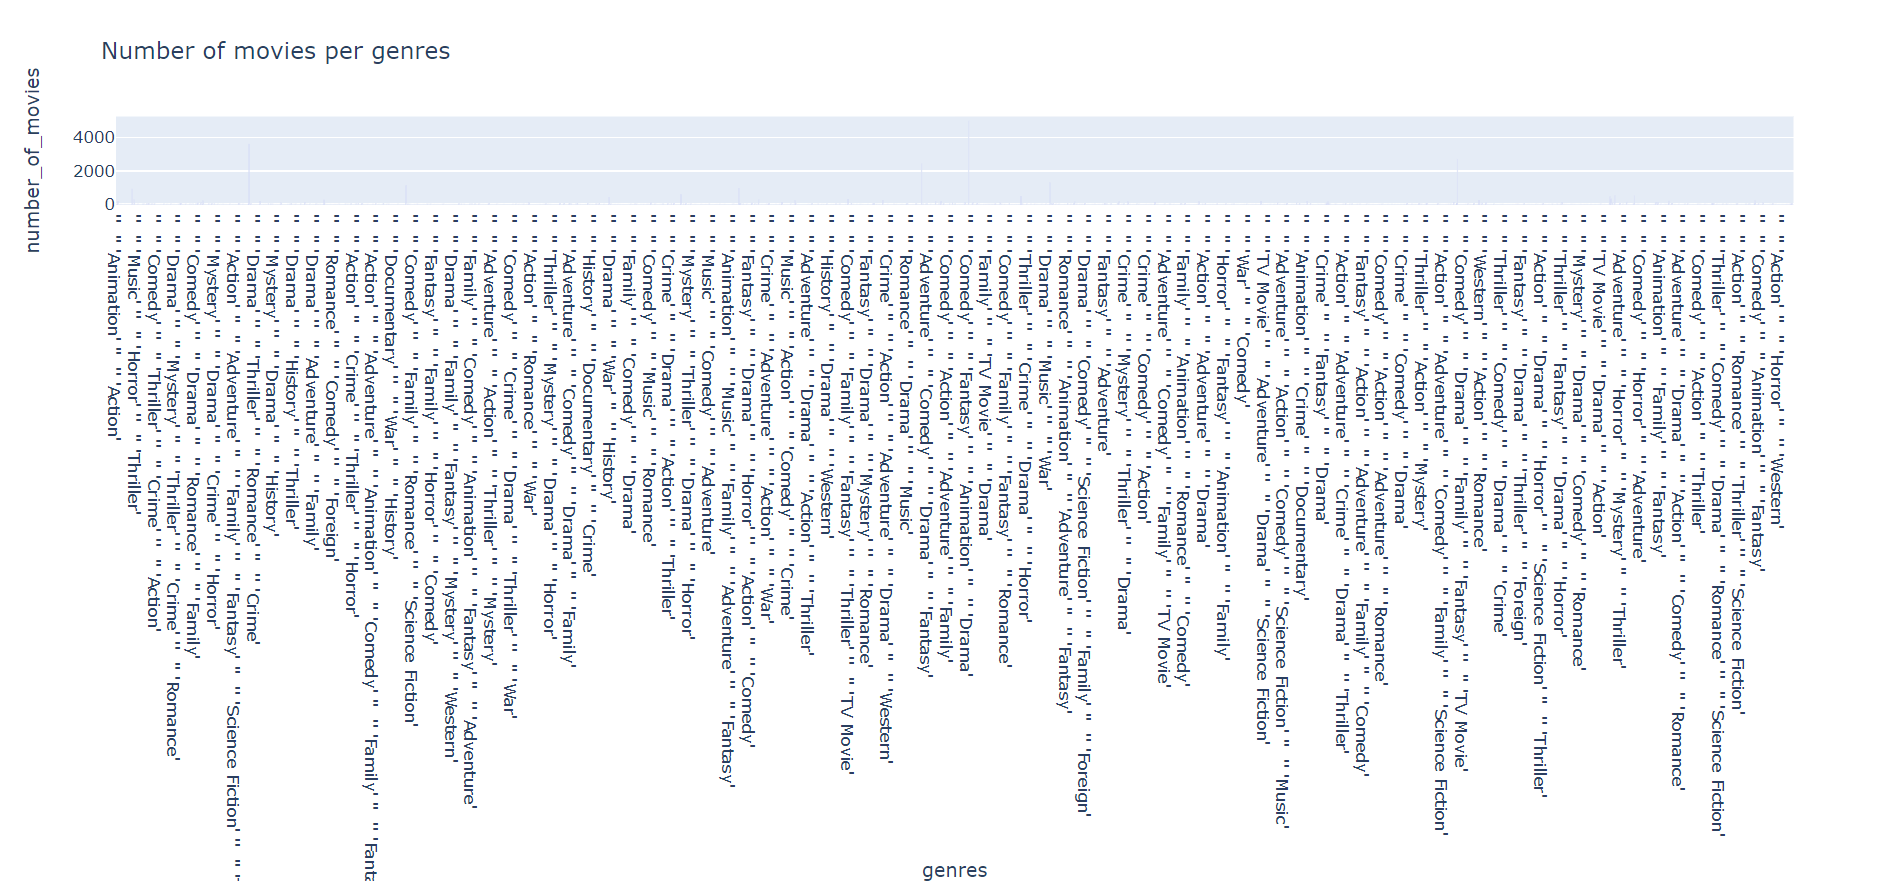 Number of movies per genres
number_of_movies
4000
2000
0
" " 'Animation' " " 'Action'
" " 'Music' " " 'Horror' " " 'Thriller'
" " 'Comedy' " " 'Thriller' " " 'Crime' " " 'Action'
" " 'Drama' " " 'Mystery' " " 'Thriller' " " 'Crime' " " 'Romance'
" " 'Comedy' " " 'Drama' " " 'Romance' " " 'Family'
" " 'Mystery' " " 'Drama' " " 'Crime' " " 'Horror'
" " 'Action' " " 'Adventure' " " 'Family' " " 'Fantasy' " " 'Science Fiction' " "
" " 'Drama' " " 'Thriller' " " 'Romance' " " 'Crime'
" " 'Mystery' " " 'Drama' " " 'History'
" " 'Drama' " " 'History' " " 'Thriller'
" " 'Drama' " " 'Adventure' " " 'Family'
" " 'Romance' " " 'Comedy' " " 'Foreign'
" " 'Action' " " 'Crime' " " 'Thriller' " " 'Horror'
" " 'Action' " " 'Adventure' " " 'Animation' " " 'Comedy' " " 'Family' " " 'Fanta
" " 'Documentary' " " 'War' " " 'History'
" " 'Comedy' " " 'Family' " " 'Romance' " " 'Science Fiction'
" " 'Fantasy' " " 'Family' " " 'Horror' " " 'Comedy'
" " 'Drama' " " 'Family' " " 'Fantasy' " " 'Mystery' " " 'Western'
" " 'Family' " " 'Comedy' " " 'Animation' " " 'Fantasy' " " 'Adventure'
" " 'Adventure' " " 'Action' " " 'Thriller' " " 'Mystery'
" " 'Comedy' " " 'Crime' " " 'Drama' " " 'Thriller' " " 'War'
" " 'Action' " " 'Romance' " " 'War'
" " 'Thriller' " " 'Mystery' " " 'Drama' " " 'Horror'
" " 'Adventure' " " 'Comedy' " " 'Drama' " " 'Family'
" " 'History' " " 'Documentary' " " 'Crime'
" " 'Drama' " " 'War' " " 'History'
" " 'Family' " " 'Comedy' " " 'Drama'
" " 'Comedy' " " 'Music' " " 'Romance'
" " 'Crime' " " 'Drama' " " 'Action' " " 'Thriller'
" " 'Mystery' " " 'Thriller' " " 'Drama' " " 'Horror'
" " 'Music' " " 'Comedy' " " 'Adventure'
" " 'Animation' " " 'Music' " " 'Family' " " 'Adventure' " " 'Fantasy'
" " 'Fantasy' " " 'Drama' " " 'Horror' " " 'Action' " " 'Comedy'
" " 'Crime' " " 'Adventure' " " 'Action' " " 'War'
" " 'Music' " " 'Action' " " 'Comedy' " " 'Crime'
" " 'Adventure' " " 'Drama' " " 'Action' " " 'Thriller'
" " 'History' " " 'Drama' " " 'Western'
" " 'Comedy' " " 'Family' " " 'Fantasy' " " 'Thriller' " " 'TV Movie'
" " 'Fantasy' " " 'Drama' " " 'Mystery' " " 'Romance'
" " 'Crime' " " 'Action' " " 'Adventure' " " 'Drama' " " 'Western'
" " 'Romance' " " 'Drama' " " 'Music'
" " 'Adventure' " " 'Comedy' " " 'Drama' " " 'Fantasy'
" " 'Comedy' " " 'Action' " " 'Adventure' " " 'Family'
" " 'Comedy' " " 'Fantasy' " " 'Animation' " " 'Drama'
" " 'Family' " " 'TV Movie' " " 'Drama'
" " 'Comedy' " " 'Family' " " 'Fantasy' " " 'Romance'
" " 'Thriller' " " 'Crime' " " 'Drama' " " 'Horror'
" " 'Drama' " " 'Music' " " 'War'
" " 'Romance' " " 'Animation' " " 'Adventure' " " 'Fantasy'
" " 'Drama' " " 'Comedy' " " 'Science Fiction' " " 'Family' " " 'Foreign'
" " 'Fantasy' " " 'Adventure'
" " 'Crime' " " 'Mystery' " " 'Thriller' " " 'Drama'
" " 'Crime' " " 'Comedy' " " 'Action'
" " 'Adventure' " " 'Comedy' " " 'Family' " " 'TV Movie'
" " 'Family' " " 'Animation' " " 'Romance' " " 'Comedy'
" " 'Action' " " 'Adventure' " " 'Drama'
" " 'Horror' " " 'Fantasy' " " 'Animation' " " 'Family'
" " 'War' " " 'Comedy'
" " 'TV Movie' " " 'Adventure' " " 'Drama' " " 'Science Fiction'
" " 'Adventure' " " 'Action' " " 'Comedy' " " 'Science Fiction' " " 'Music'
" " 'Animation' " " 'Crime' " " 'Documentary'
" " 'Crime' " " 'Fantasy' " " 'Drama'
" " 'Action' " " 'Adventure' " " 'Crime' " " 'Drama' " " 'Thriller'
" " 'Fantasy' " " 'Action' " " 'Adventure' " " 'Family' " " 'Comedy'
" " 'Comedy' " " 'Action' " " 'Adventure' " " 'Romance'
" " 'Crime' " " 'Comedy' " " 'Drama'
" " 'Thriller' " " 'Action' " " 'Mystery'
" " 'Action' " " 'Adventure' " " 'Comedy' " " 'Family' " " 'Science Fiction'
" " 'Comedy' " " 'Drama' " " 'Family' " " 'Fantasy' " " 'TV Movie'
" " 'Western' " " 'Action' " " 'Romance'
" " 'Thriller' " " 'Comedy' " " 'Drama' " " 'Crime'
" " 'Fantasy' " " 'Drama' " " 'Thriller' " " 'Foreign'
" " 'Action' " " 'Drama' " " 'Horror' " " 'Science Fiction' " " 'Thriller'
" " 'Thriller' " " 'Fantasy' " " 'Drama' " " 'Horror'
" " 'Mystery' " " 'Drama' " " 'Comedy' " " 'Romance'
" " 'TV Movie' " " 'Drama' " " 'Action'
" " 'Adventure' " " 'Horror' " " 'Mystery' " " 'Thriller'
" " 'Comedy' " " 'Horror' " " 'Adventure'
" " 'Animation' " " 'Family' " " 'Fantasy'
" " 'Adventure' " " 'Drama' " " 'Action' " " 'Comedy' " " 'Romance'
" " 'Comedy' " " 'Action' " " 'Thriller'
" " 'Thriller' " " 'Comedy' " " 'Drama' " " 'Romance' " " 'Science Fiction'
" " 'Action' " " 'Romance' " " 'Thriller' " " 'Science Fiction'
" " 'Comedy' " " 'Animation' " " 'Fantasy'
" " 'Action' " " 'Horror' " " 'Western'
genres